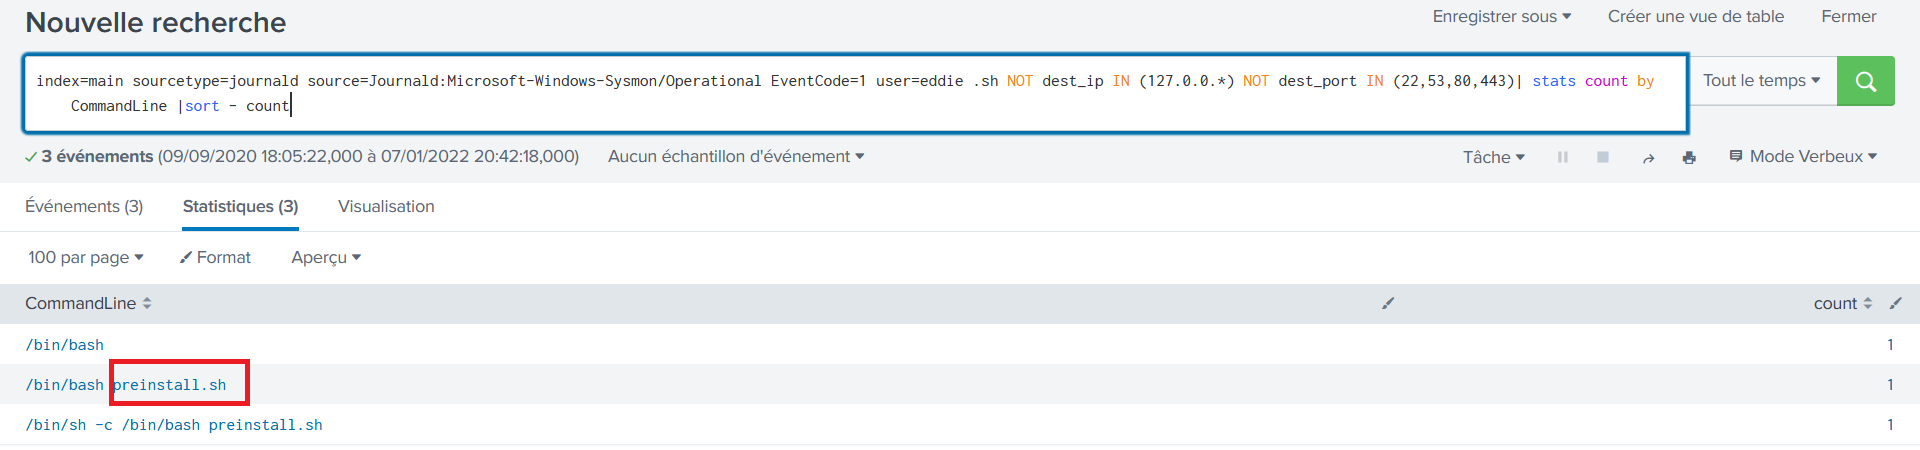 Nouvelle recherche
Enregistrer sous Créer une vue de table Fermer
index=main sourcetype=journald source=Journald:Microsoft-Windows-Sysmon/Operational EventCode=1 user=eddie .sh NOT dest_ip IN (127.0.0.*) NOT dest_port IN (22,53,80,443)| stats count by
CommandLine |sort - count
Tout le temps
3 événements (09/09/2020 18:05:22,000 à 07/01/2022 20:42:18,000) Aucun échantillon d'événement
Tâche Mode Verbeux
Événements (3) Statistiques (3) Visualisation
100 par page Format Aperçu
CommandLine count
/bin/bash 1
/bin/bash preinstall.sh 1
/bin/sh -c /bin/bash preinstall.sh 1